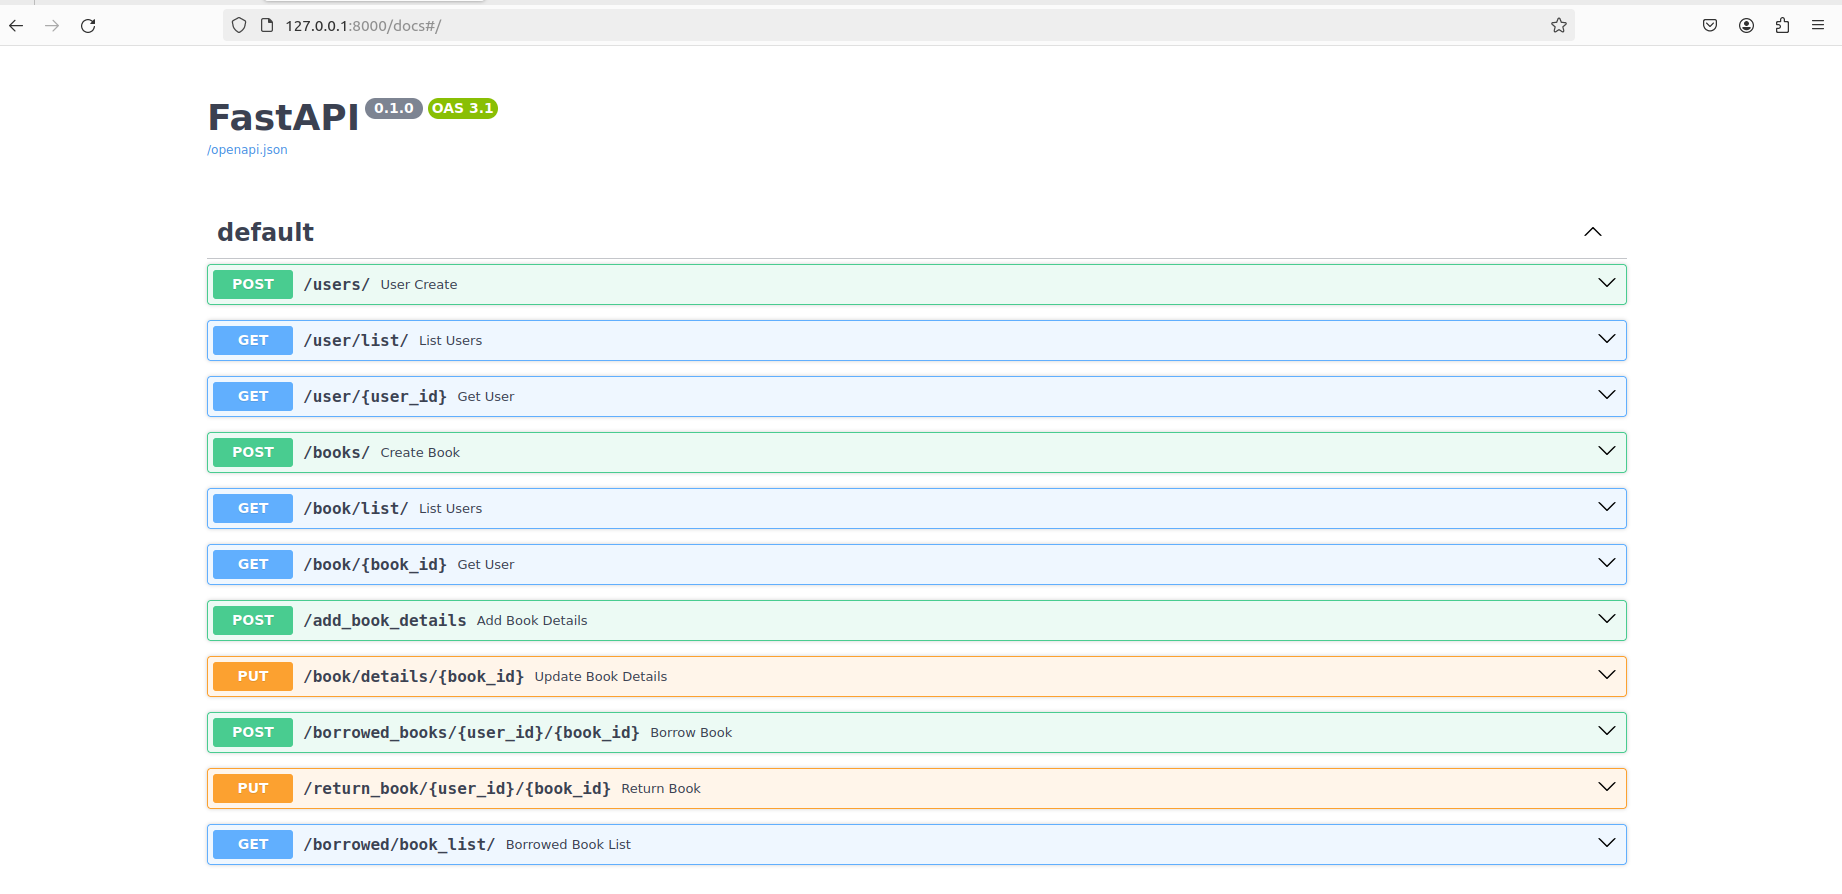 127.0.0.1:8000/docs#/
FastAPI 0.1.0 OAS 3.1
/openapi.json
default
POST /users/ User Create
GET /user/list/ List Users
GET /user/{user_id} Get User
POST /books/ Create Book
GET /book/list/ List Users
GET /book/{book_id} Get User
POST /add_book_details Add Book Details
PUT /book/details/{book_id} Update Book Details
POST /borrowed_books/{user_id}/{book_id} Borrow Book
PUT /return_book/{user_id}/{book_id} Return Book
GET /borrowed/book_list/ Borrowed Book List